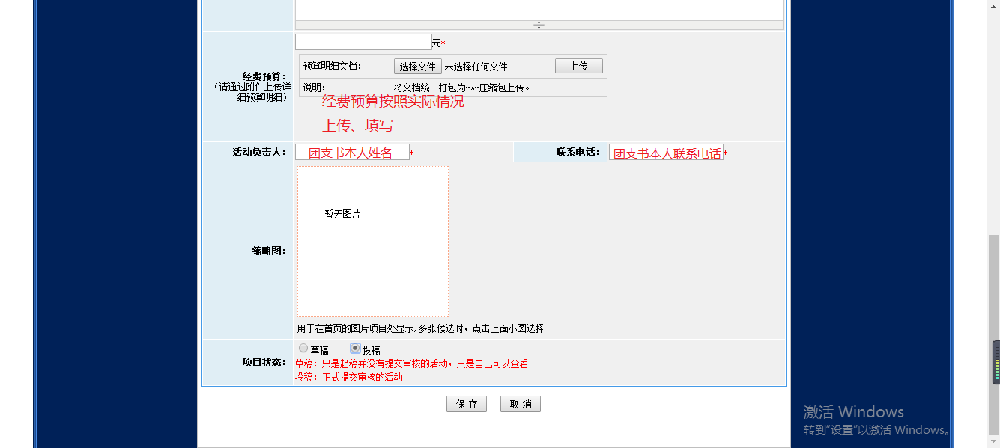 元*
经费预算：
（请通过附件上传详
细预算明细）
预算明细文档：
选择文件 未选择任何文件
上传
说明：
将文档统一打包为rar压缩包上传。
经费预算按照实际情况
上传、填写
活动负责人：
团支书本人姓名*
联系电话：
团支书本人联系电话*
缩略图：
暂无图片
用于在首页的图片项目处显示,多张候选时，点击上面小图选择
项目状态：
草稿 投稿
草稿：只是起稿并没有提交审核的活动，只是自己可以查看
投稿：正式提交审核的活动
保 存 取 消
激活 Windows
转到“设置”以激活 Windows。